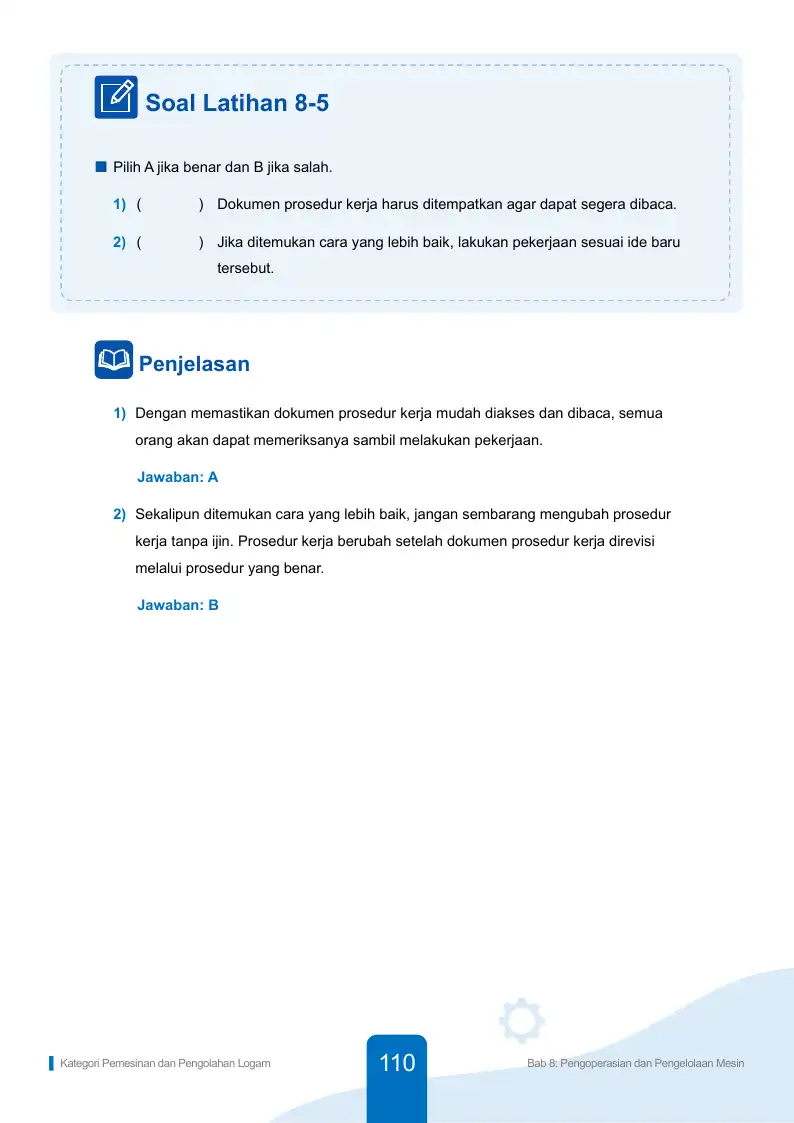 Soal Latihan 8-5
■ Pilih A jika benar dan B jika salah.
1) ( ) Dokumen prosedur kerja harus ditempatkan agar dapat segera dibaca.
2) ( ) Jika ditemukan cara yang lebih baik, lakukan pekerjaan sesuai ide baru
tersebut.
Penjelasan
1) Dengan memastikan dokumen prosedur kerja mudah diakses dan dibaca, semua
orang akan dapat memeriksanya sambil melakukan pekerjaan.
Jawaban: A
2) Sekalipun ditemukan cara yang lebih baik, jangan sembarang mengubah prosedur
kerja tanpa ijin. Prosedur kerja berubah setelah dokumen prosedur kerja direvisi
melalui prosedur yang benar.
Jawaban: B
Kategori Pemesinan dan Pengolahan Logam
110
Bab 8: Pengoperasian dan Pengelolaan Mesin